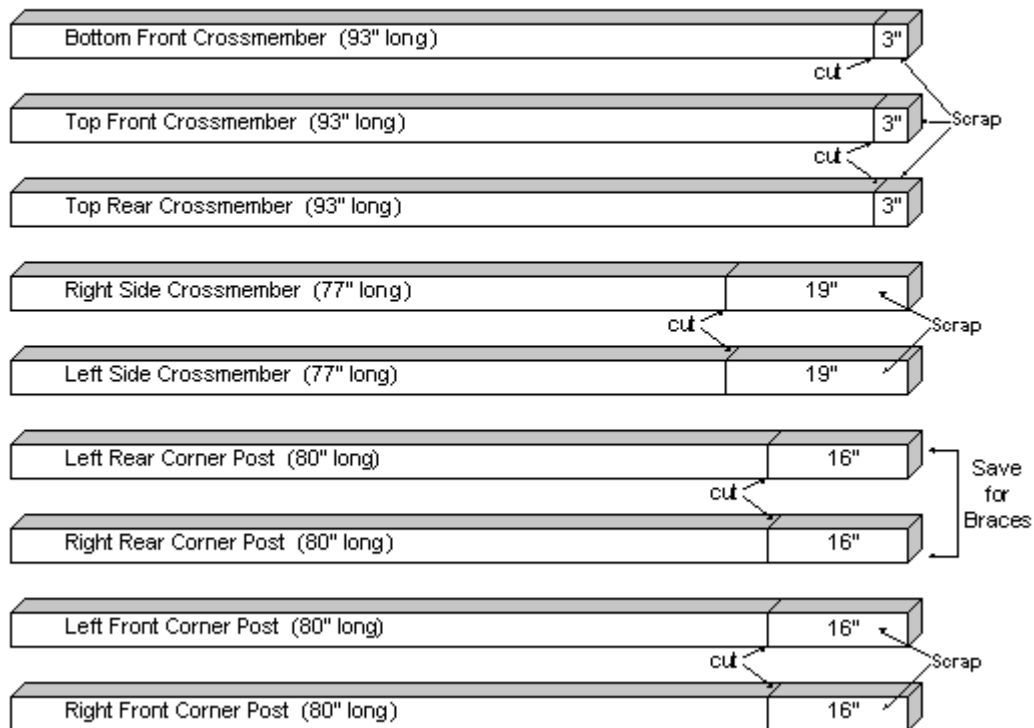 Bottom Front Crossmember (93" long) 3"
cut
Top Front Crossmember (93" long) 3"
Scrap
cut
Top Rear Crossmember (93" long) 3"
Right Side Crossmember (77" long) 19"
cut
Scrap
Left Side Crossmember (77" long) 19"
Left Rear Corner Post (80" long) 16"
cut
Save
for
Braces
Right Rear Corner Post (80" long) 16"
Left Front Corner Post (80" long) 16"
cut
Scrap
Right Front Corner Post (80" long) 16"